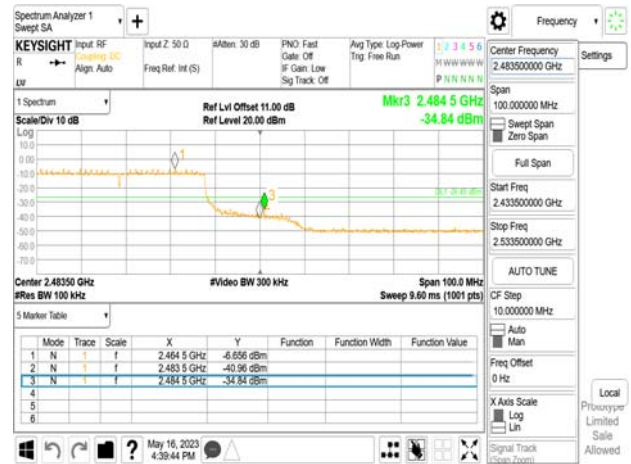 Spectrum Analyzer 1
Swept SA
Frequency
KEYSIGHT
R
LVI
Input: RF
Coupling: DC
Align: Auto
Input Z: 50 Ω
Freq Ref: Int (S)
#Atten: 30 dB
PNO: Fast
Gate: Off
IF Gain: Low
Sig Track: Off
Avg Type: Log-Power
Trig: Free Run
1 2 3 4 5 6
M W W W W W
P N N N N N
1 Spectrum
Scale/Div 10 dB
Ref Lvl Offset 11.00 dB
Ref Level 20.00 dBm
Mkr3 2.484 5 GHz
-34.84 dBm
Log
10.0
0.00
-10.0
-20.0
-30.0
-40.0
-50.0
-60.0
-70.0
1
3
Center 2.48350 GHz
#Res BW 100 kHz
#Video BW 300 kHz
Span 100.0 MHz
Sweep 9.60 ms (1001 pts)
5 Marker Table
Mode Trace Scale X Y Function Function Width Function Value
1 N 1 f 2.464 5 GHz -6.656 dBm
2 N 1 f 2.483 5 GHz -40.96 dBm
3 N 1 f 2.484 5 GHz -34.84 dBm
4
5
6
May 16, 2023
4:39:44 PM
Center Frequency
2.483500000 GHz
Settings
Span
100.000000 MHz
Swept Span
Zero Span
Full Span
Start Freq
2.433500000 GHz
Stop Freq
2.533500000 GHz
AUTO TUNE
CF Step
10.000000 MHz
Auto
Man
Freq Offset
0 Hz
X Axis Scale
Log
Lin
Local
Prototype
Limited
Sale
Allowed
Signal Track
(Span Zoom)